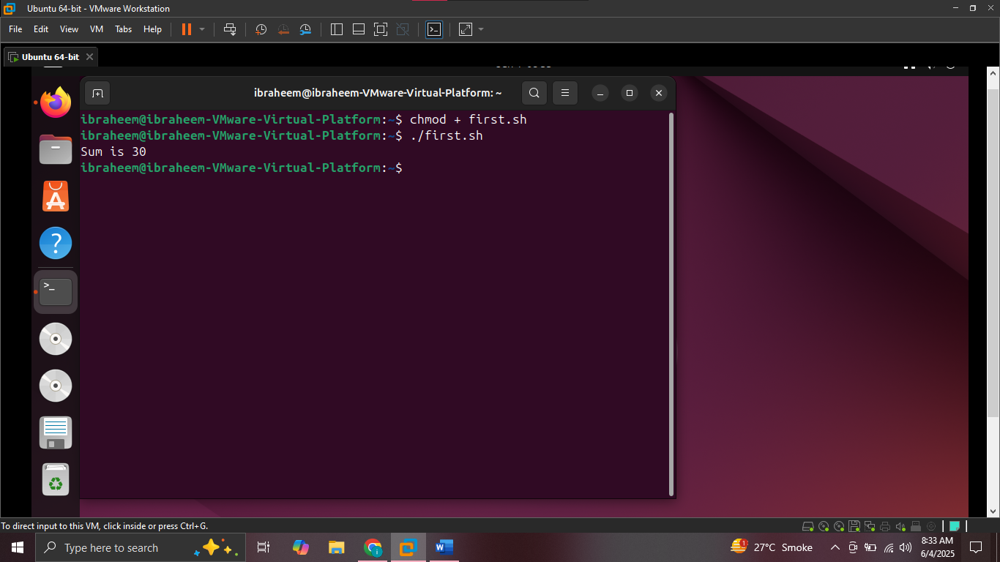 Ubuntu 64-bit - VMware Workstation
File Edit View VM Tabs Help
Ubuntu 64-bit
ibraheem@ibraheem-VMware-Virtual-Platform: ~
ibraheem@ibraheem-VMware-Virtual-Platform:~$ chmod + first.sh
ibraheem@ibraheem-VMware-Virtual-Platform:~$ ./first.sh
Sum is 30
ibraheem@ibraheem-VMware-Virtual-Platform:~$
To direct input to this VM, click inside or press Ctrl+G.
Type here to search
1
27°C Smoke
8:33 AM
6/4/2025